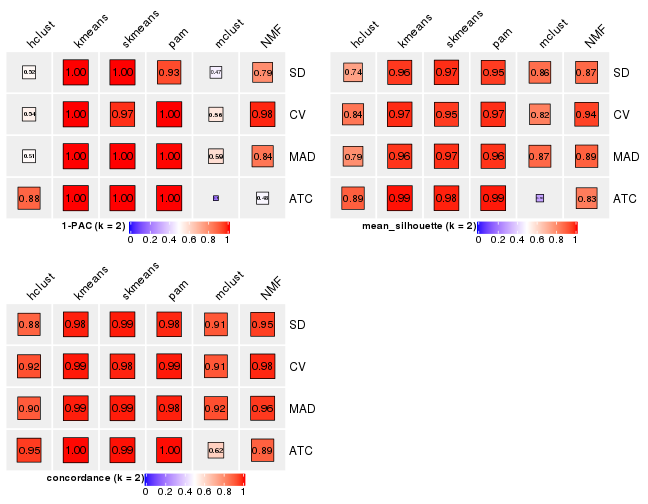 hclust kmeans skmeans pam mclust NMF
0.52 1.00 1.00 0.93 0.47 0.79 SD
0.54 1.00 0.97 1.00 0.56 0.98 CV
0.51 1.00 1.00 1.00 0.59 0.84 MAD
0.88 1.00 1.00 1.00 0.48 ATC
1-PAC (k = 2)
0 0.2 0.4 0.6 0.8 1
hclust kmeans skmeans pam mclust NMF
0.74 0.96 0.97 0.95 0.86 0.87 SD
0.84 0.97 0.95 0.97 0.82 0.94 CV
0.79 0.96 0.97 0.96 0.87 0.89 MAD
0.89 0.99 0.98 0.99 0.83 ATC
mean_silhouette (k = 2)
0 0.2 0.4 0.6 0.8 1
hclust kmeans skmeans pam mclust NMF
0.88 0.98 0.99 0.98 0.91 0.95 SD
0.92 0.99 0.98 0.99 0.91 0.98 CV
0.90 0.99 0.99 0.98 0.92 0.96 MAD
0.95 1.00 0.99 1.00 0.62 0.89 ATC
concordance (k = 2)
0 0.2 0.4 0.6 0.8 1